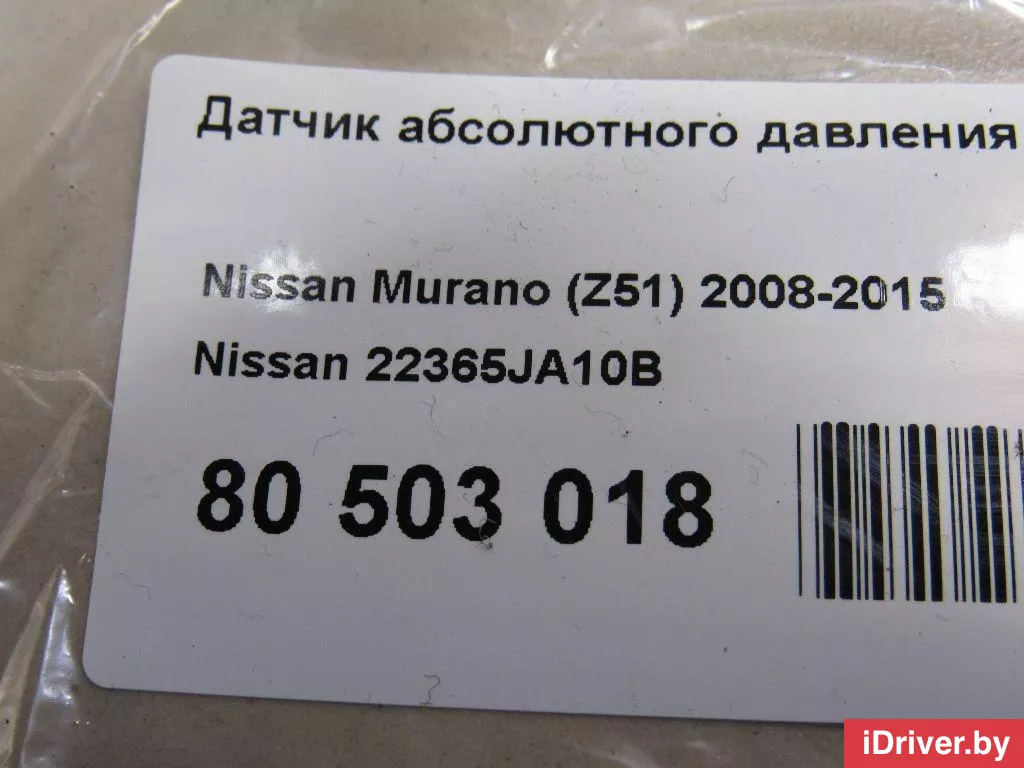 Датчик абсолютного давления
Nissan Murano (Z51) 2008-2015
Nissan 22365JA10B
80 503 018
iDriver.by